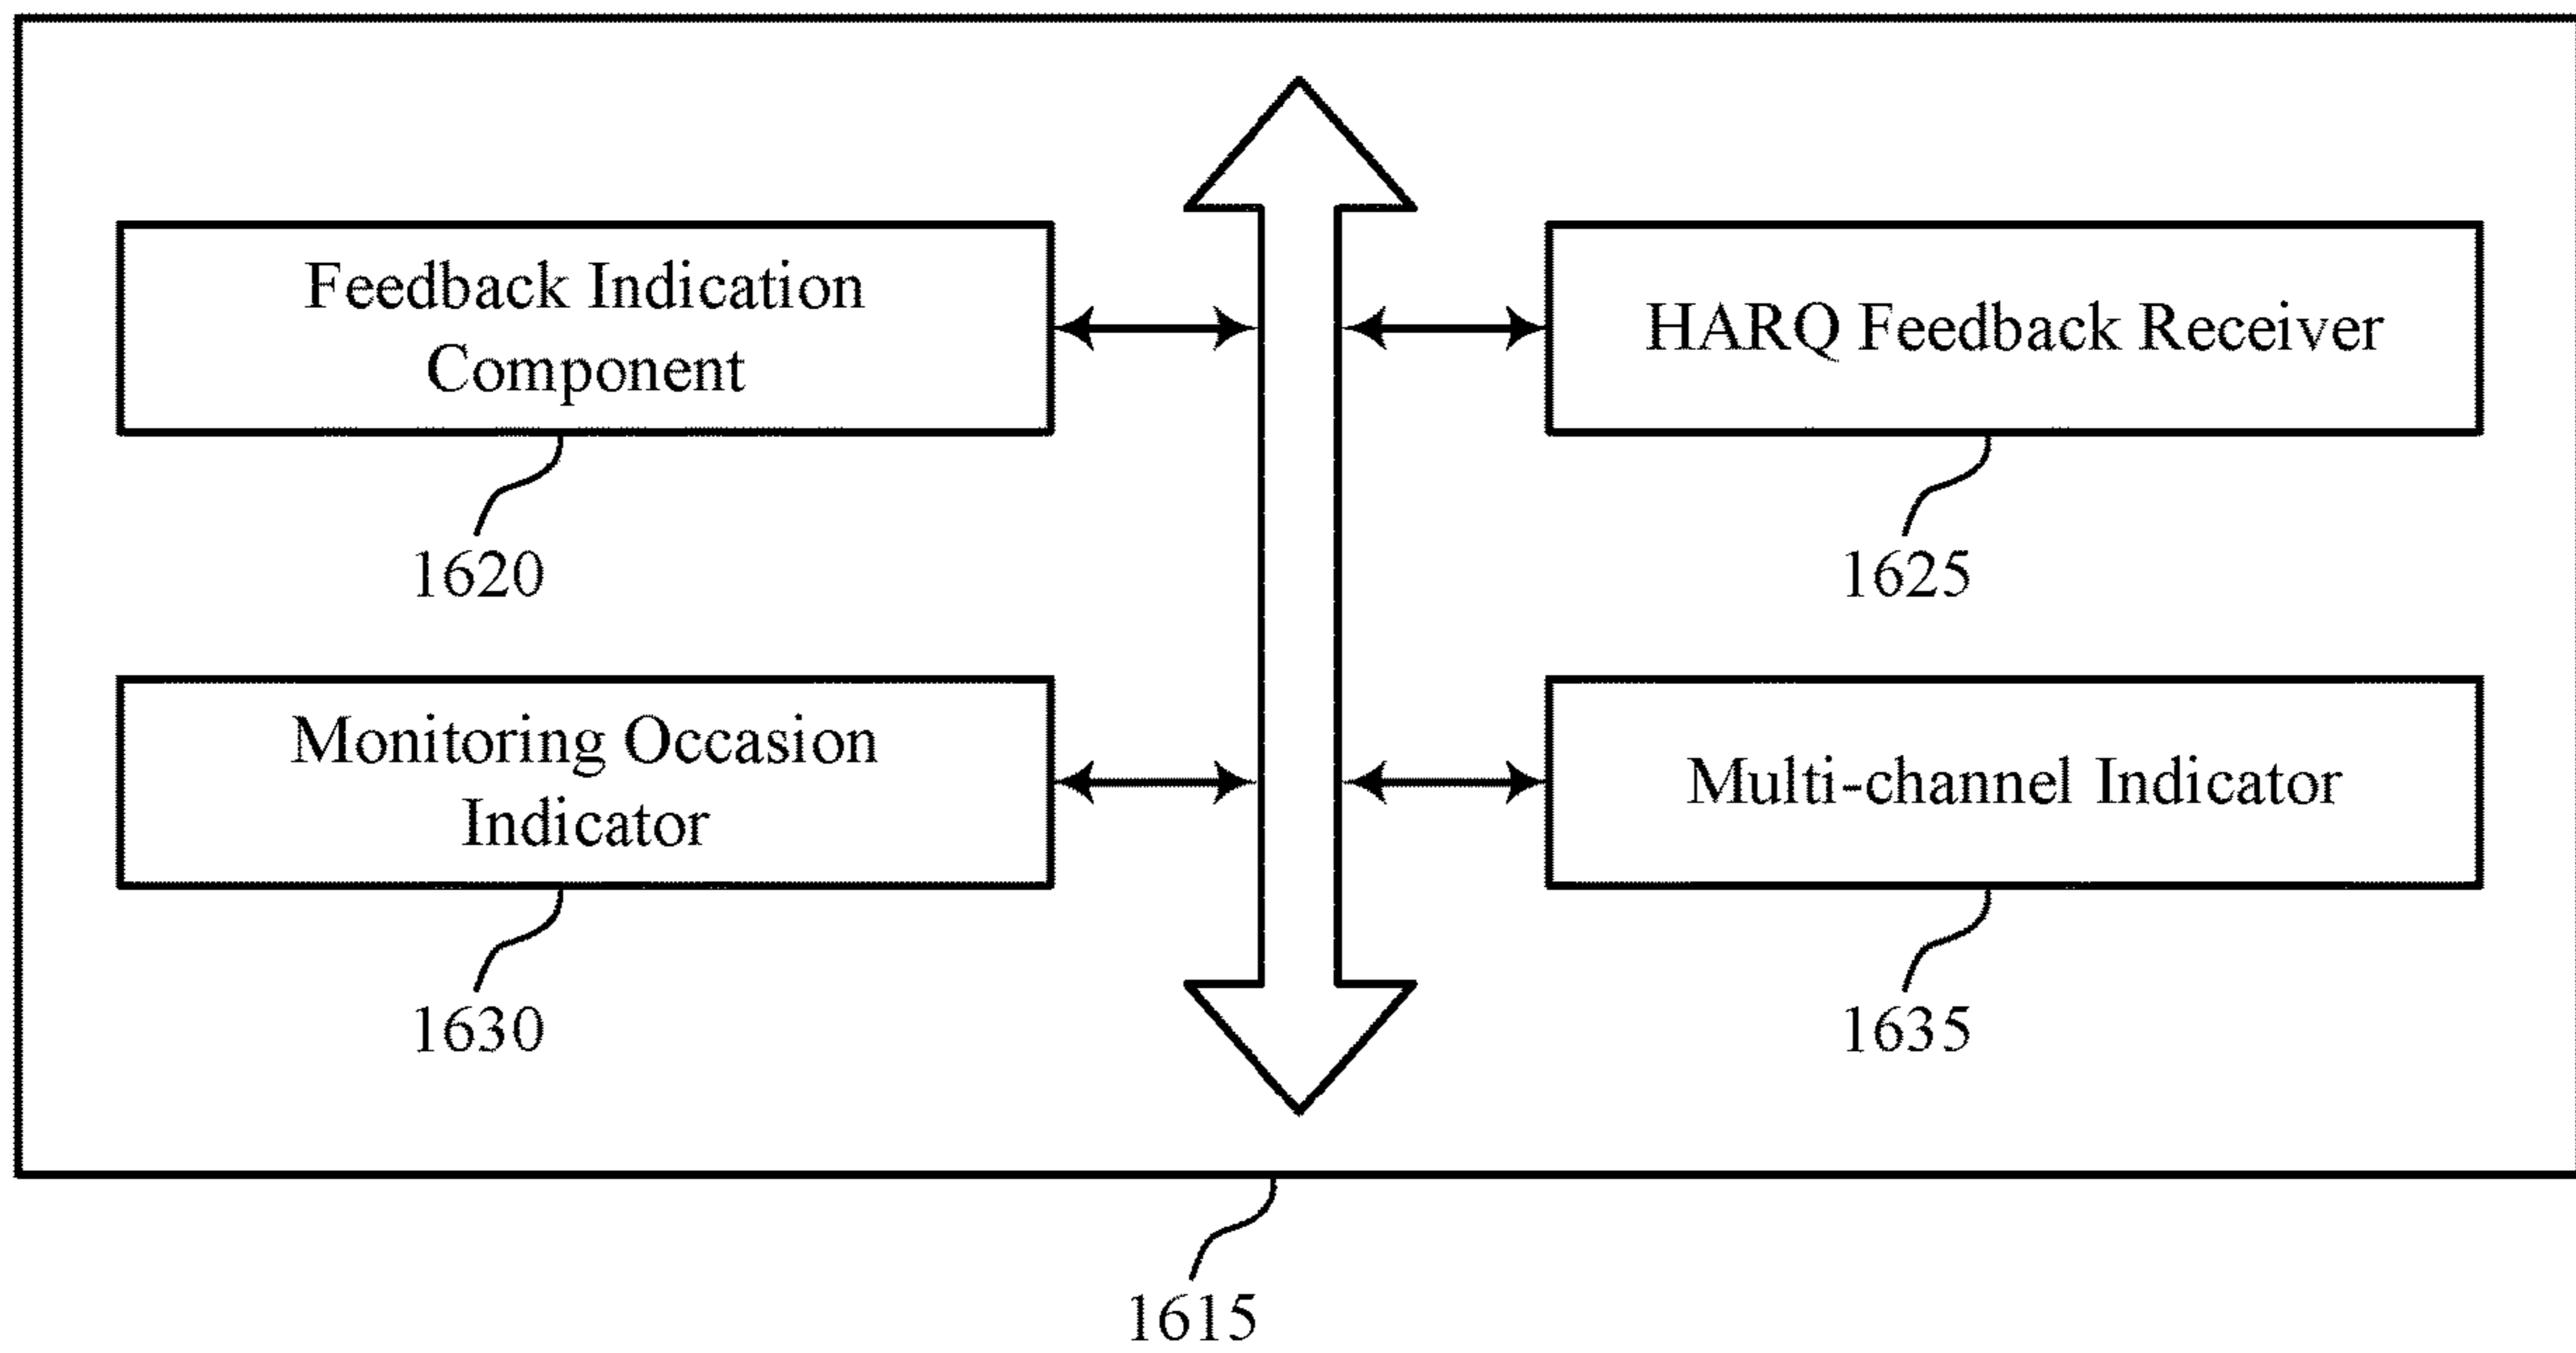 Feedback Indication
Component
1620
HARQ Feedback Receiver
1625
Monitoring Occasion
Indicator
1630
Multi-channel Indicator
1635
1615